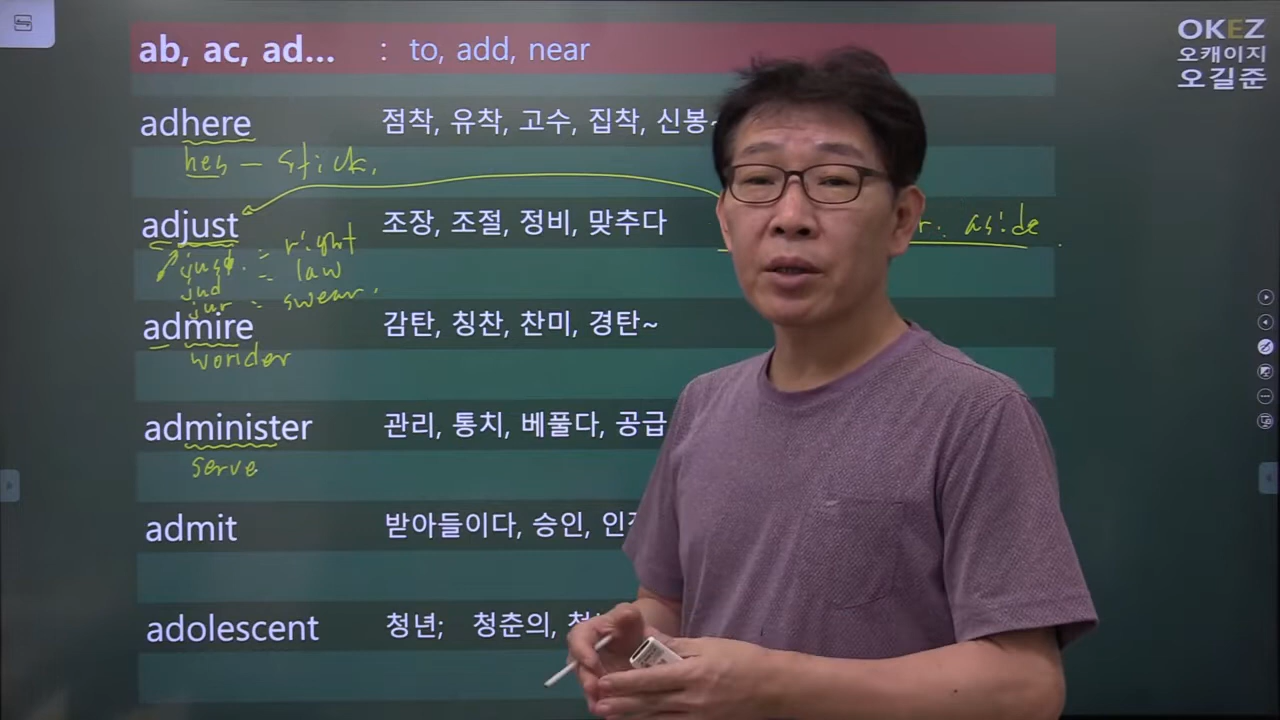 ab, ac, ad... : to, add, near
OKEZ
오캐이지
오길준
adhere 점착, 유착, 고수, 집착, 신봉~
hes - stick.
adjust 조장, 조절, 정비, 맞추다
r. aside
just. = right
jud = law
jur = swear.
admire 감탄, 칭찬, 찬미, 경탄~
wonder
administer 관리, 통치, 베풀다, 공급
serve
admit 받아들이다, 승인,
adolescent 청년; 청춘의,